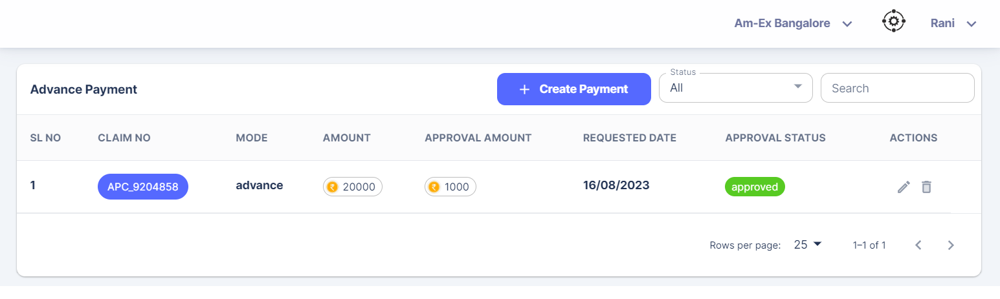 Am-Ex Bangalore Rani
Advance Payment + Create Payment Status All Search
SL NO CLAIM NO MODE AMOUNT APPROVAL AMOUNT REQUESTED DATE APPROVAL STATUS ACTIONS
1 APC_9204858 advance ₹ 20000 ₹ 1000 16/08/2023 approved
Rows per page: 25 1–1 of 1